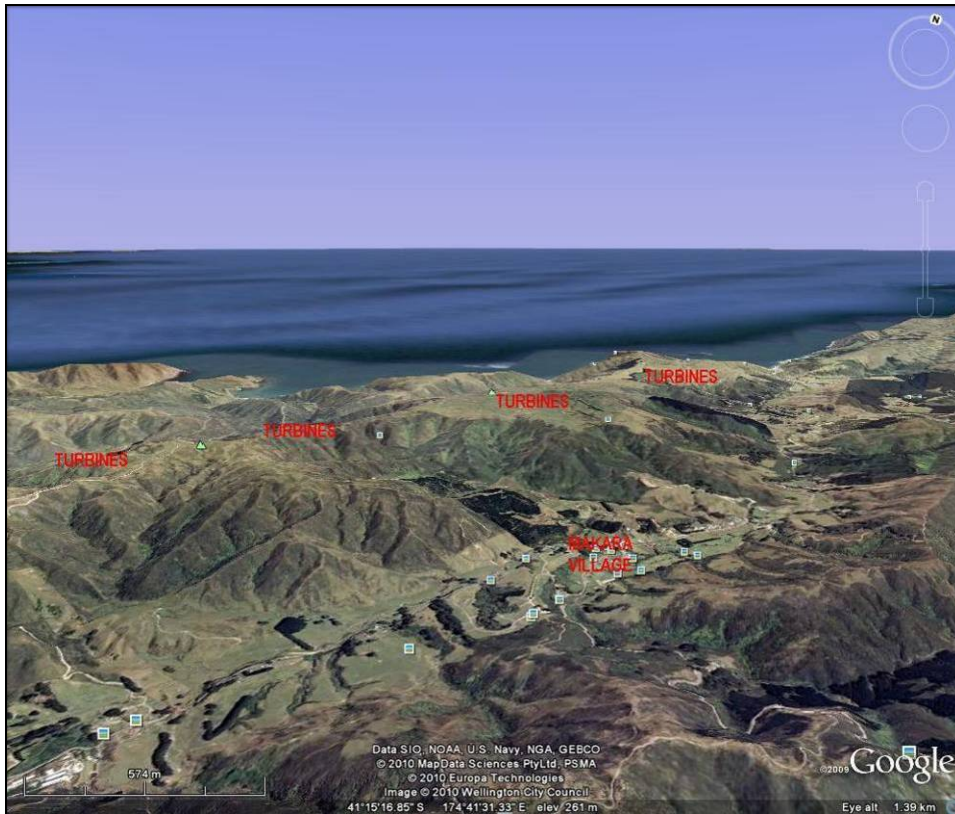 N
TURBINES
TURBINES
TURBINES
TURBINES
MAKARA
VILLAGE
574 m
Data SIO, NOAA, U.S. Navy, NGA, GEBCO
© 2010 MapData Sciences PtyLtd, PSMA
© 2010 Europa Technologies
Image © 2010 Wellington City Council
©2009 Google
41°15'16.85" S 174°41'31.33" E elev 261 m
Eye alt 1.39 km